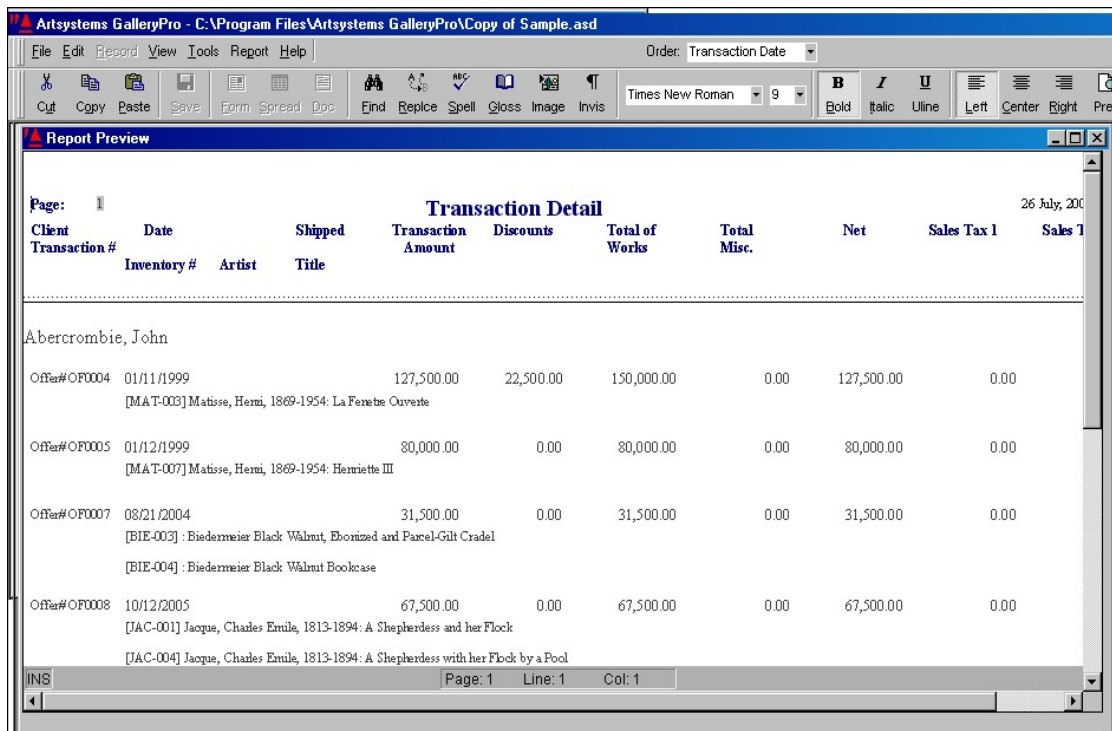 Artsystems GalleryPro - C:\Program Files\Artsystems GalleryPro\Copy of Sample.asd
File Edit Record View Tools Report Help Order: Transaction Date
Cut Copy Paste Save Form Spread Doc Find Replce Spell Gloss Image Invis Times New Roman 9 B Bold I Italic U Uline Left Center Right Pre
Report Preview
Page: 1 Transaction Detail 26 July, 200
Client Date Shipped Transaction Discounts Total of Total Net Sales Tax 1 Sales T
Transaction # Amount Works Misc.
Inventory # Artist Title
Abercrombie, John
Offer# OF0004 01/11/1999 127,500.00 22,500.00 150,000.00 0.00 127,500.00 0.00
[MAT-003] Matisse, Henri, 1869-1954: La Fenetre Ouverte
Offer# OF0005 01/12/1999 80,000.00 0.00 80,000.00 0.00 80,000.00 0.00
[MAT-007] Matisse, Henri, 1869-1954: Henriette III
Offer# OF0007 08/21/2004 31,500.00 0.00 31,500.00 0.00 31,500.00 0.00
[BIE-003] : Biedermeier Black Walnut, Ebonized and Parcel-Gilt Cradel
[BIE-004] : Biedermeier Black Walnut Bookcase
Offer# OF0008 10/12/2005 67,500.00 0.00 67,500.00 0.00 67,500.00 0.00
[JAC-001] Jacque, Charles Emile, 1813-1894: A Shepherdess and her Flock
[JAC-004] Jacque, Charles Emile, 1813-1894: A Shepherdess with her Flock by a Pool
INS Page: 1 Line: 1 Col: 1